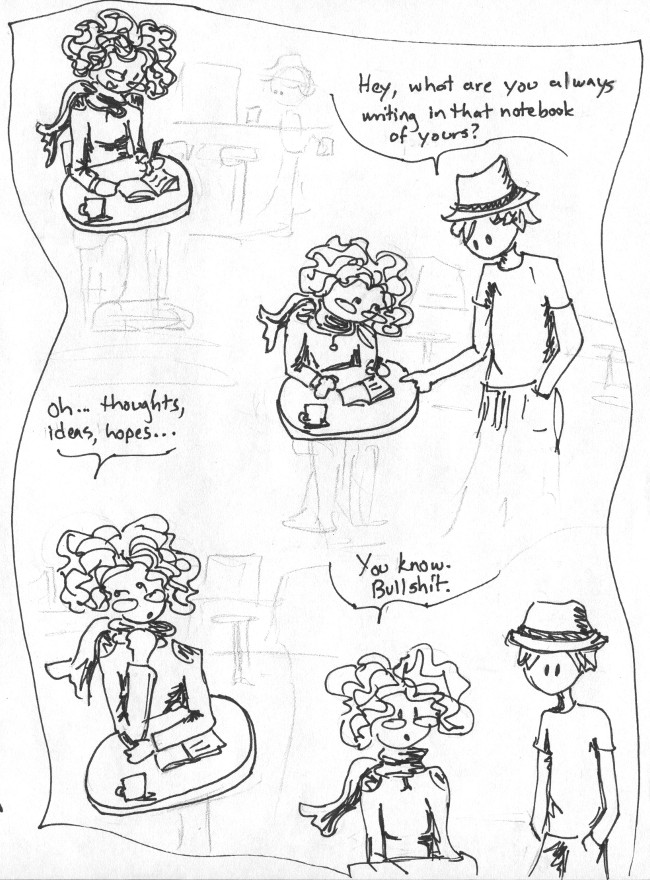 Hey, what are you always
writing in that notebook
of yours?
Oh... thoughts,
ideas, hopes...
You know.
Bullshit.